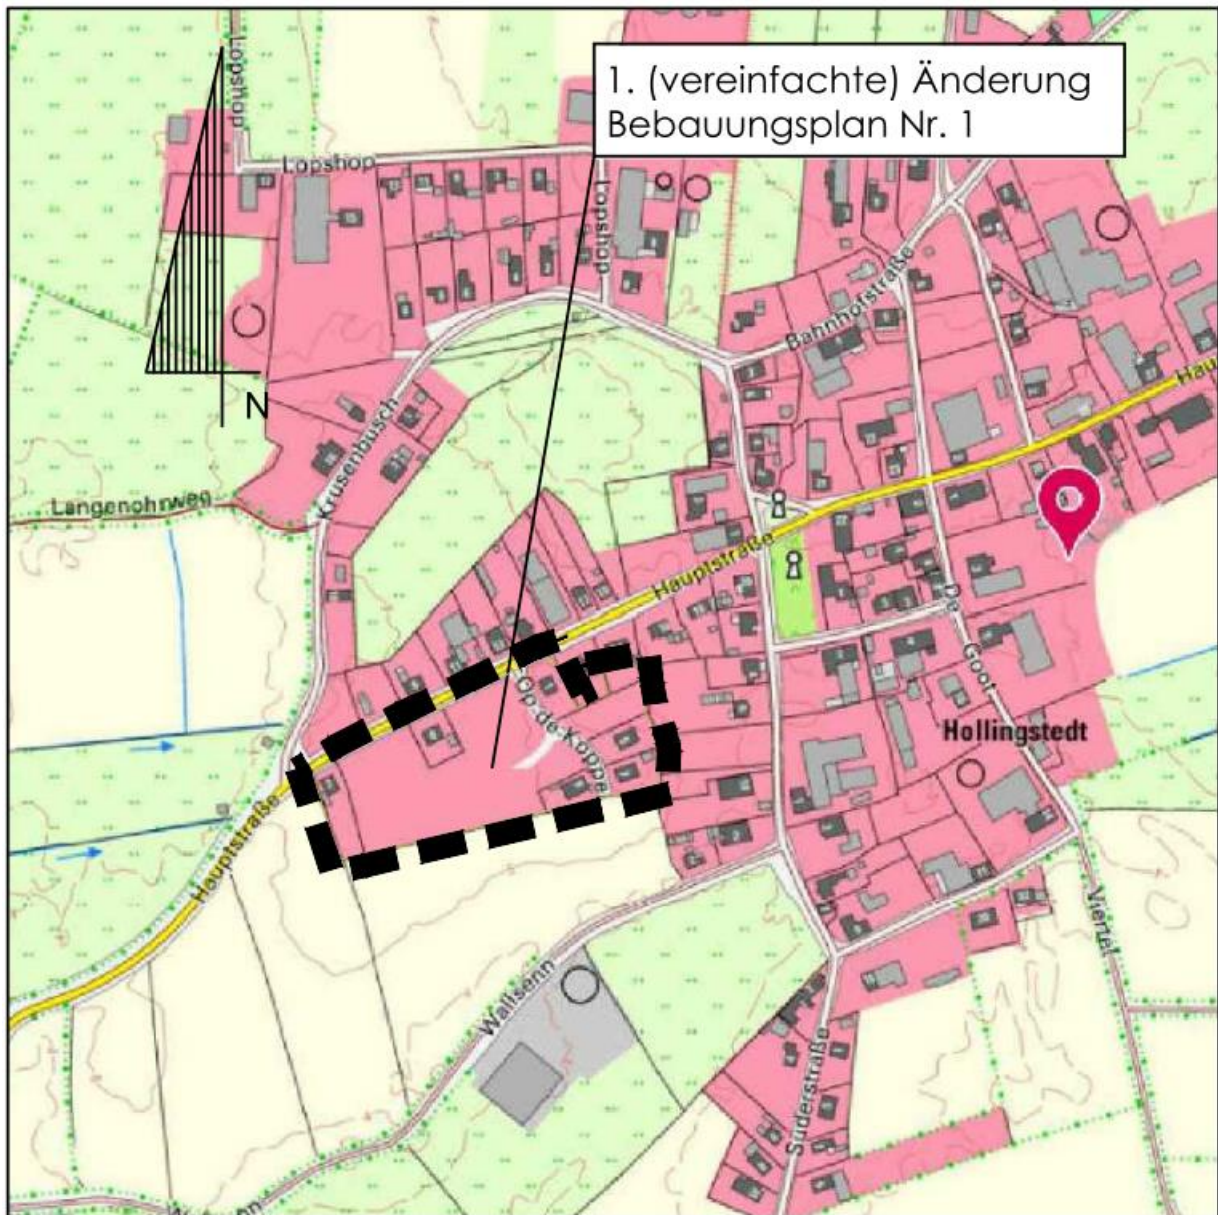 Lopshop
1. (vereinfachte) Änderung
Bebauungsplan Nr. 1
Lopshop
Lopshop
Bahnhofstraße
Hau
N
Krusenbusch
Langenohrweg
Hauptstraße
De Goot
Op-de-Koppel
Hollingstedt
Hauptstraße
Viertel
Wallsenn
Süderstraße